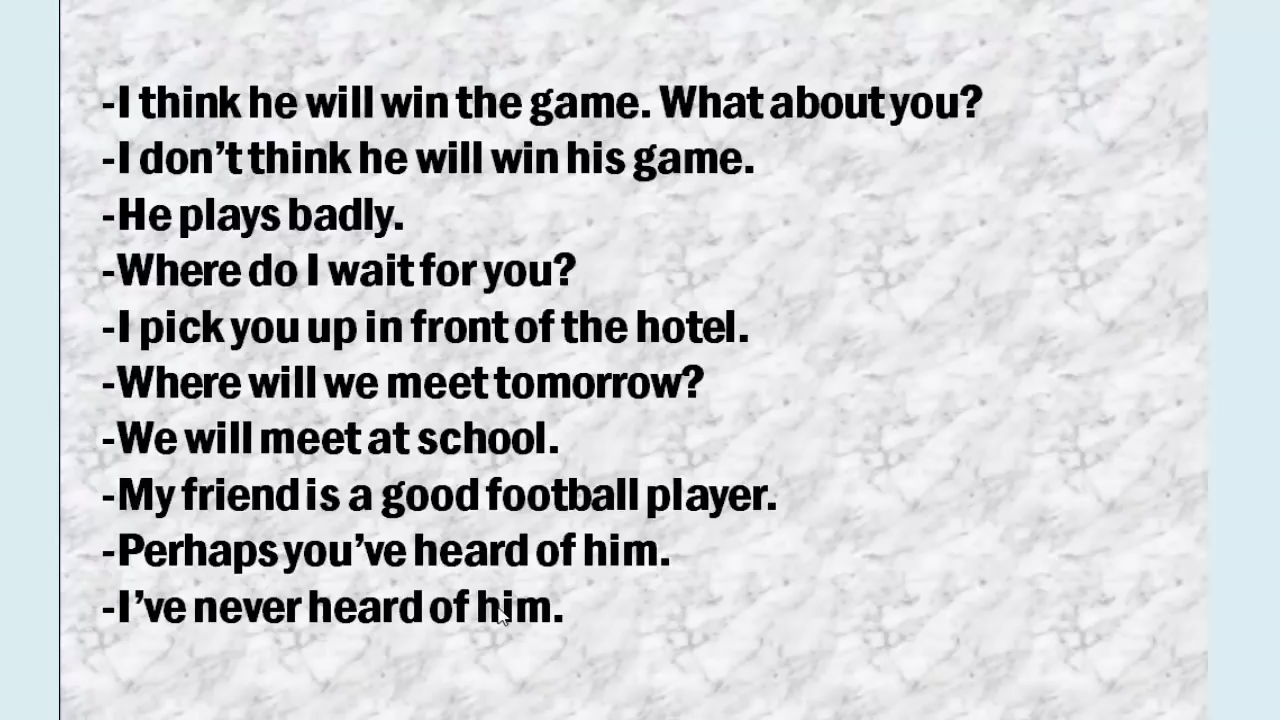 -I think he will win the game. What about you?
-I don’t think he will win his game.
-He plays badly.
-Where do I wait for you?
-I pick you up in front of the hotel.
-Where will we meet tomorrow?
-We will meet at school.
-My friend is a good football player.
-Perhaps you’ve heard of him.
-I’ve never heard of him.